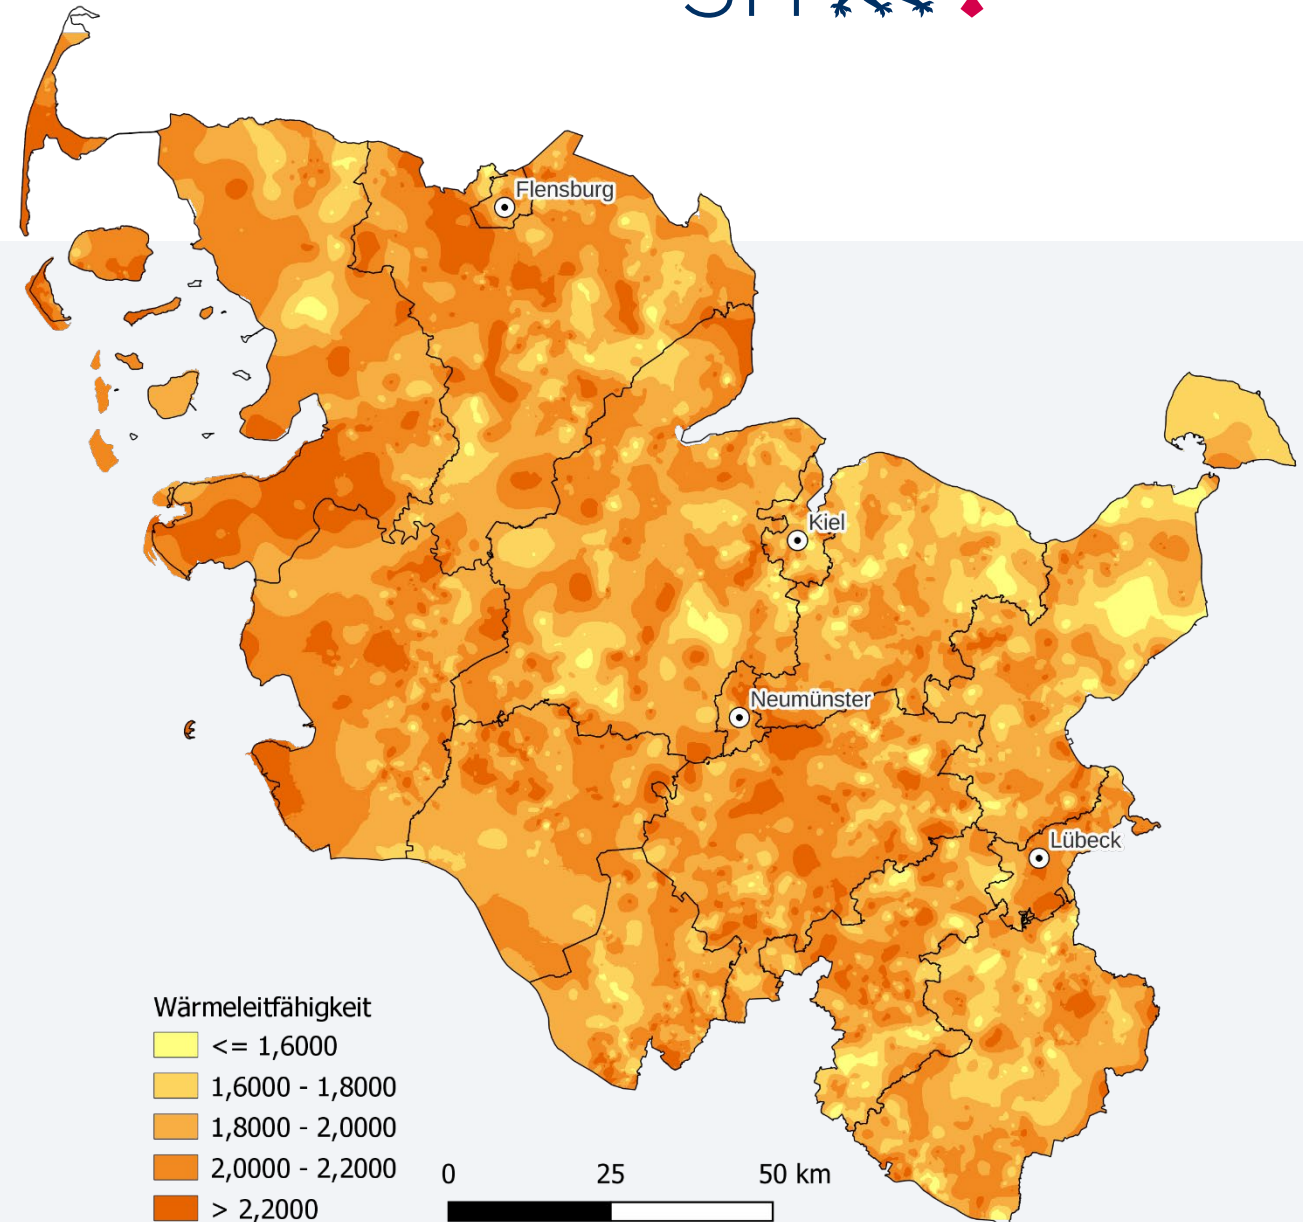 Flensburg
Kiel
Neumünster
Lübeck
Wärmeleitfähigkeit
<= 1,6000
1,6000 - 1,8000
1,8000 - 2,0000
2,0000 - 2,2000
> 2,2000
0 25 50 km